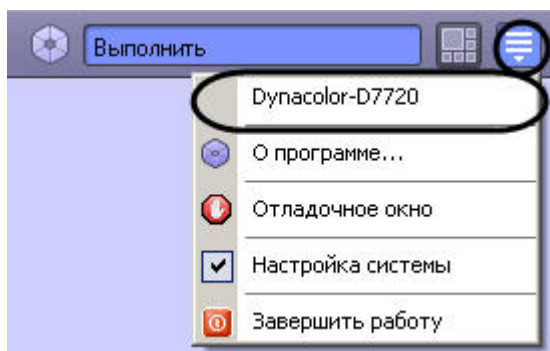 Выполнить
Dynacolor-D7720
О программе...
Отладочное окно
Настройка системы
Завершить работу